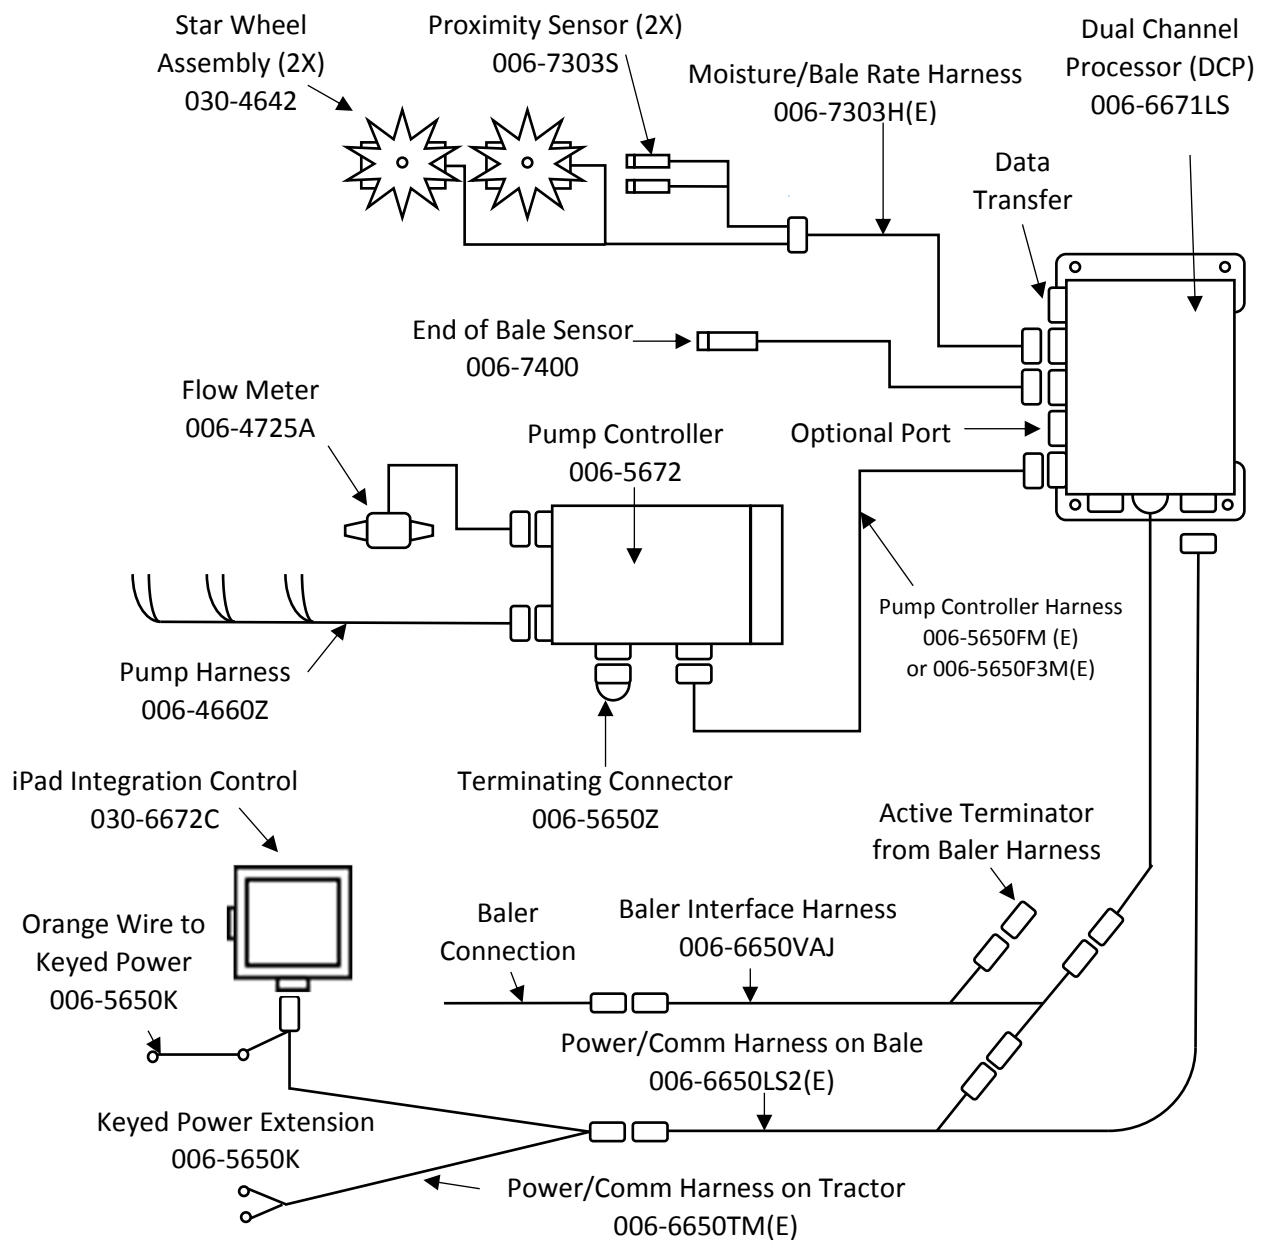 Star Wheel
Assembly (2X)
030-4642
Proximity Sensor (2X)
006-7303S
Moisture/Bale Rate Harness
006-7303H(E)
Dual Channel
Processor (DCP)
006-6671LS
Data
Transfer
End of Bale Sensor
006-7400
Flow Meter
006-4725A
Pump Controller
006-5672
Optional Port
Pump Controller Harness
006-5650FM (E)
or 006-5650F3M(E)
Pump Harness
006-4660Z
iPad Integration Control
030-6672C
Terminating Connector
006-5650Z
Active Terminator
from Baler Harness
Orange Wire to
Keyed Power
006-5650K
Baler
Connection
Baler Interface Harness
006-6650VAJ
Power/Comm Harness on Bale
006-6650LS2(E)
Keyed Power Extension
006-5650K
Power/Comm Harness on Tractor
006-6650TM(E)